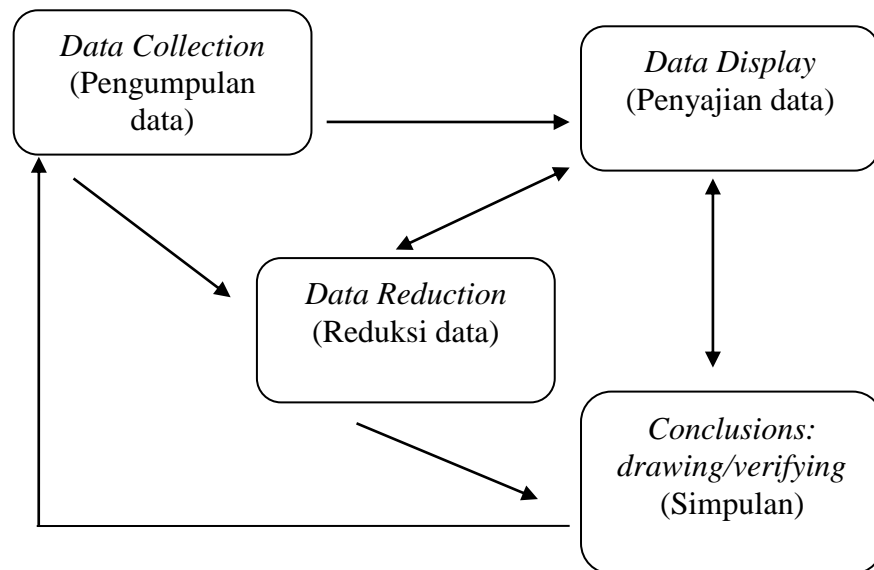 Data Collection
(Pengumpulan
data)
Data Display
(Penyajian data)
Data Reduction
(Reduksi data)
Conclusions:
drawing/verifying
(Simpulan)